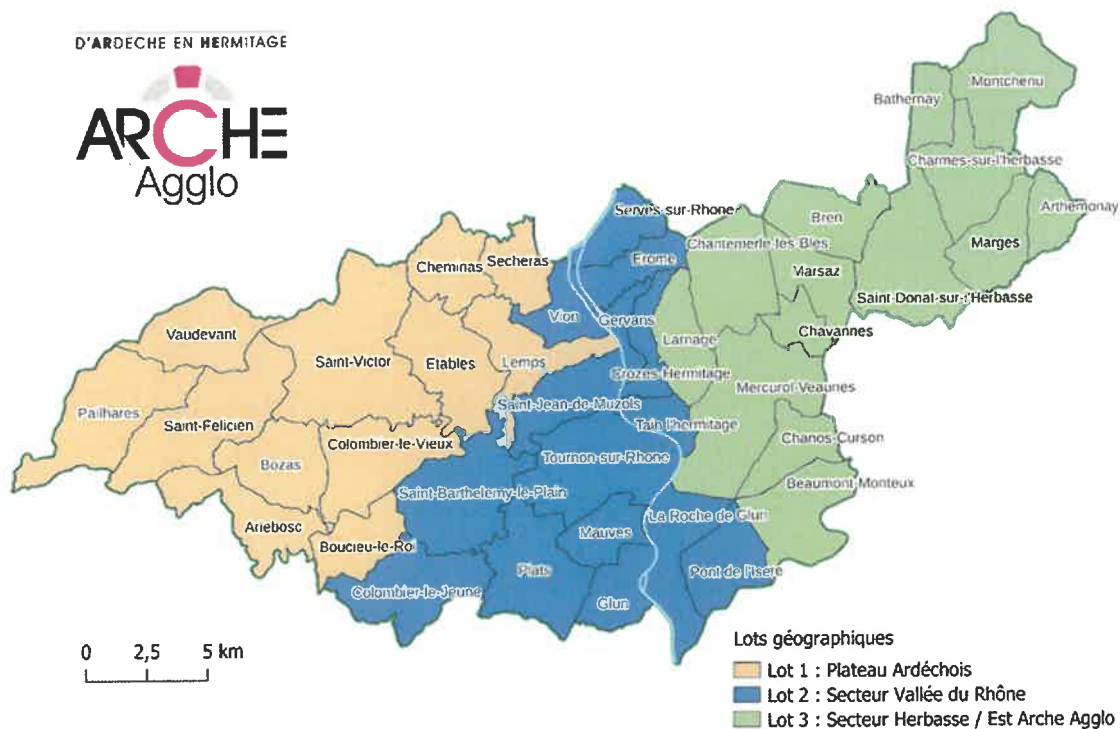 D'ARDECHE EN HERMITAGE
ARCHE
Agglo
Montchenu
Bathernay
Charmes-sur-l'herbasse
Arthemonay
Serves-sur-Rhone
Bren
Erome
Chantemerle-les-Bles
Marges
Secheras
Cheminas
Marsaz
Saint-Donat-sur-l'Herbasse
Vion
Gervans
Chavannes
Vaudevant
Larnage
Saint-Victor
Etables
Lemps
Crozes-Hermitage
Mercurol-Veaunes
Pailhares
Saint-Jean-de-Muzols
Saint-Felicien
Tain l'hermitage
Colombier-le-Vieux
Chanos-Curson
Bozas
Tournon-sur-Rhone
Beaumont-Monteux
Saint-Barthelemy-le-Plain
La Roche de Glun
Arlebosc
Mauves
Boucieu-le-Roi
Plats
Pont de l'Isere
Colombier-le-Jeune
Glun
0 2,5 5 km
Lots géographiques
Lot 1 : Plateau Ardéchois
Lot 2 : Secteur Vallée du Rhône
Lot 3 : Secteur Herbasse / Est Arche Agglo